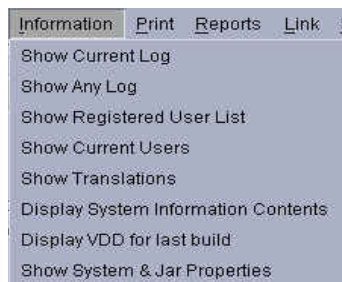 Information Print Reports Link
Show Current Log
Show Any Log
Show Registered User List
Show Current Users
Show Translations
Display System Information Contents
Display VDD for last build
Show System & Jar Properties